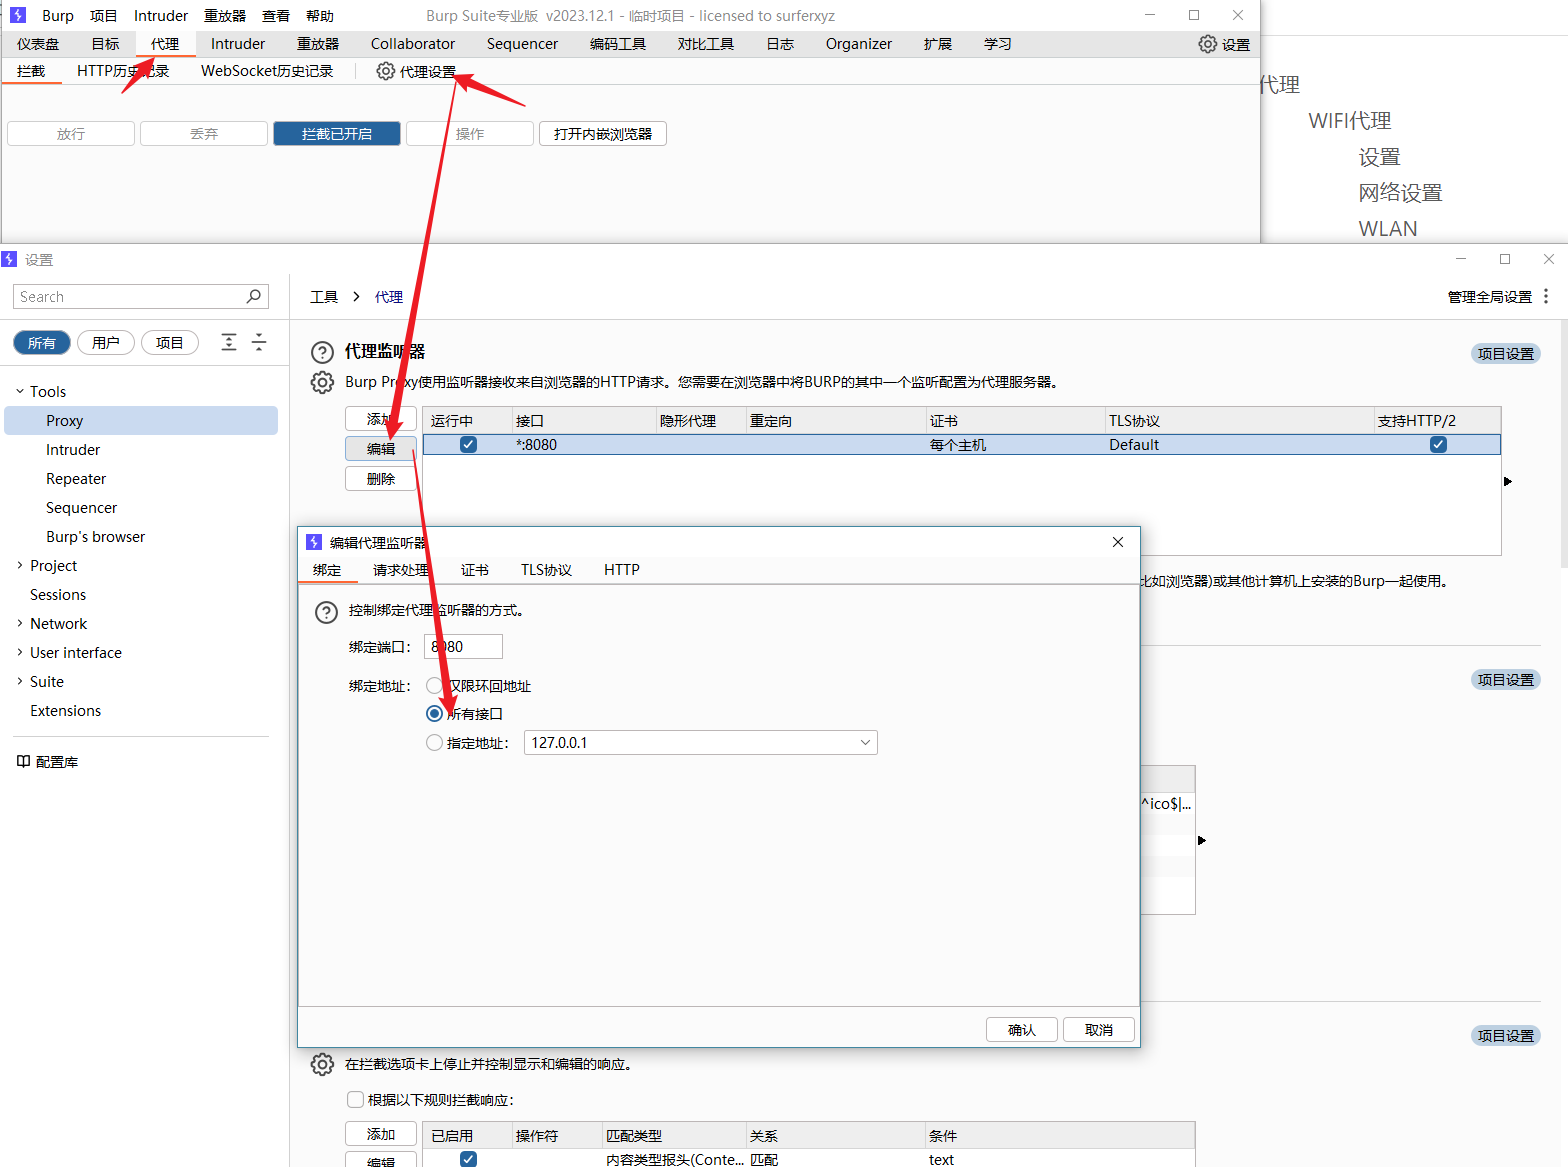 Burp 项目 Intruder 重放器 查看 帮助 Burp Suite专业版 v2023.12.1 - 临时项目 - licensed to surferxyz
仪表盘 目标 代理 Intruder 重放器 Collaborator Sequencer 编码工具 对比工具 日志 Organizer 扩展 学习 设置
拦截 HTTP历史记录 WebSocket历史记录 代理设置
放行 丢弃 拦截已开启 操作 打开内嵌浏览器
代理
WIFI代理
设置
网络设置
WLAN
设置
Search
所有 用户 项目
Tools
Proxy
Intruder
Repeater
Sequencer
Burp's browser
Project
Sessions
Network
User interface
Suite
Extensions
配置库
工具 > 代理 管理全局设置
代理监听器 项目设置
Burp Proxy使用监听器接收来自浏览器的HTTP请求。您需要在浏览器中将BURP的其中一个监听配置为代理服务器。
添加
编辑
删除
运行中 接口 隐形代理 重定向 证书 TLS协议 支持HTTP/2
*:8080 每个主机 Default
比如浏览器)或其他计算机上安装的Burp一起使用。
编辑代理监听器
绑定 请求处理 证书 TLS协议 HTTP
控制绑定代理监听器的方式。
绑定端口: 8080
绑定地址: 仅限环回地址
所有接口
指定地址: 127.0.0.1
确认 取消
项目设置
^ico$|...
项目设置
在拦截选项卡上停止并控制显示和编辑的响应。
根据以下规则拦截响应:
添加
编辑
已启用 操作符 匹配类型 关系 条件
内容类型报头(Conte... 匹配 text